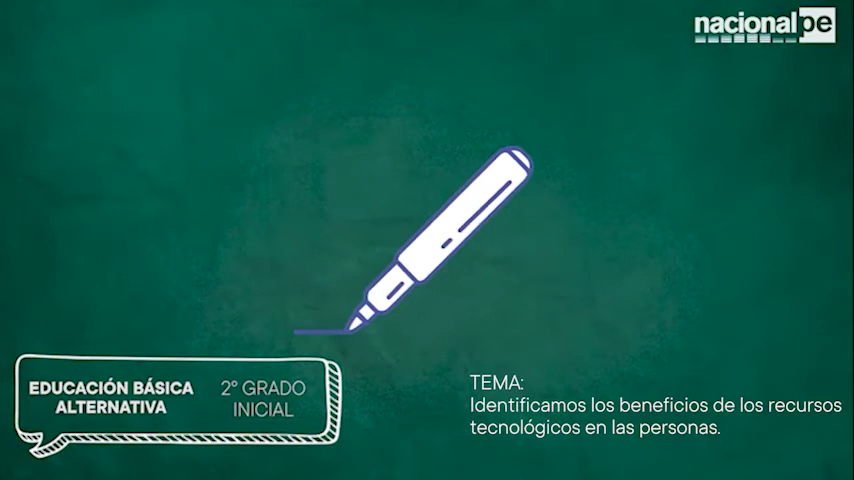 nacionalpe
EDUCACIÓN BÁSICA
ALTERNATIVA
2° GRADO
INICIAL
TEMA:
Identificamos los beneficios de los recursos
tecnológicos en las personas.